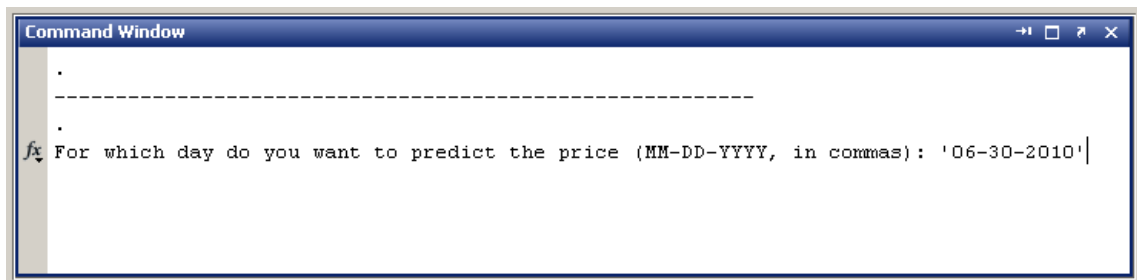 Command Window
.
---------------------------------------------------------
.
fx For which day do you want to predict the price (MM-DD-YYYY, in commas): '06-30-2010'